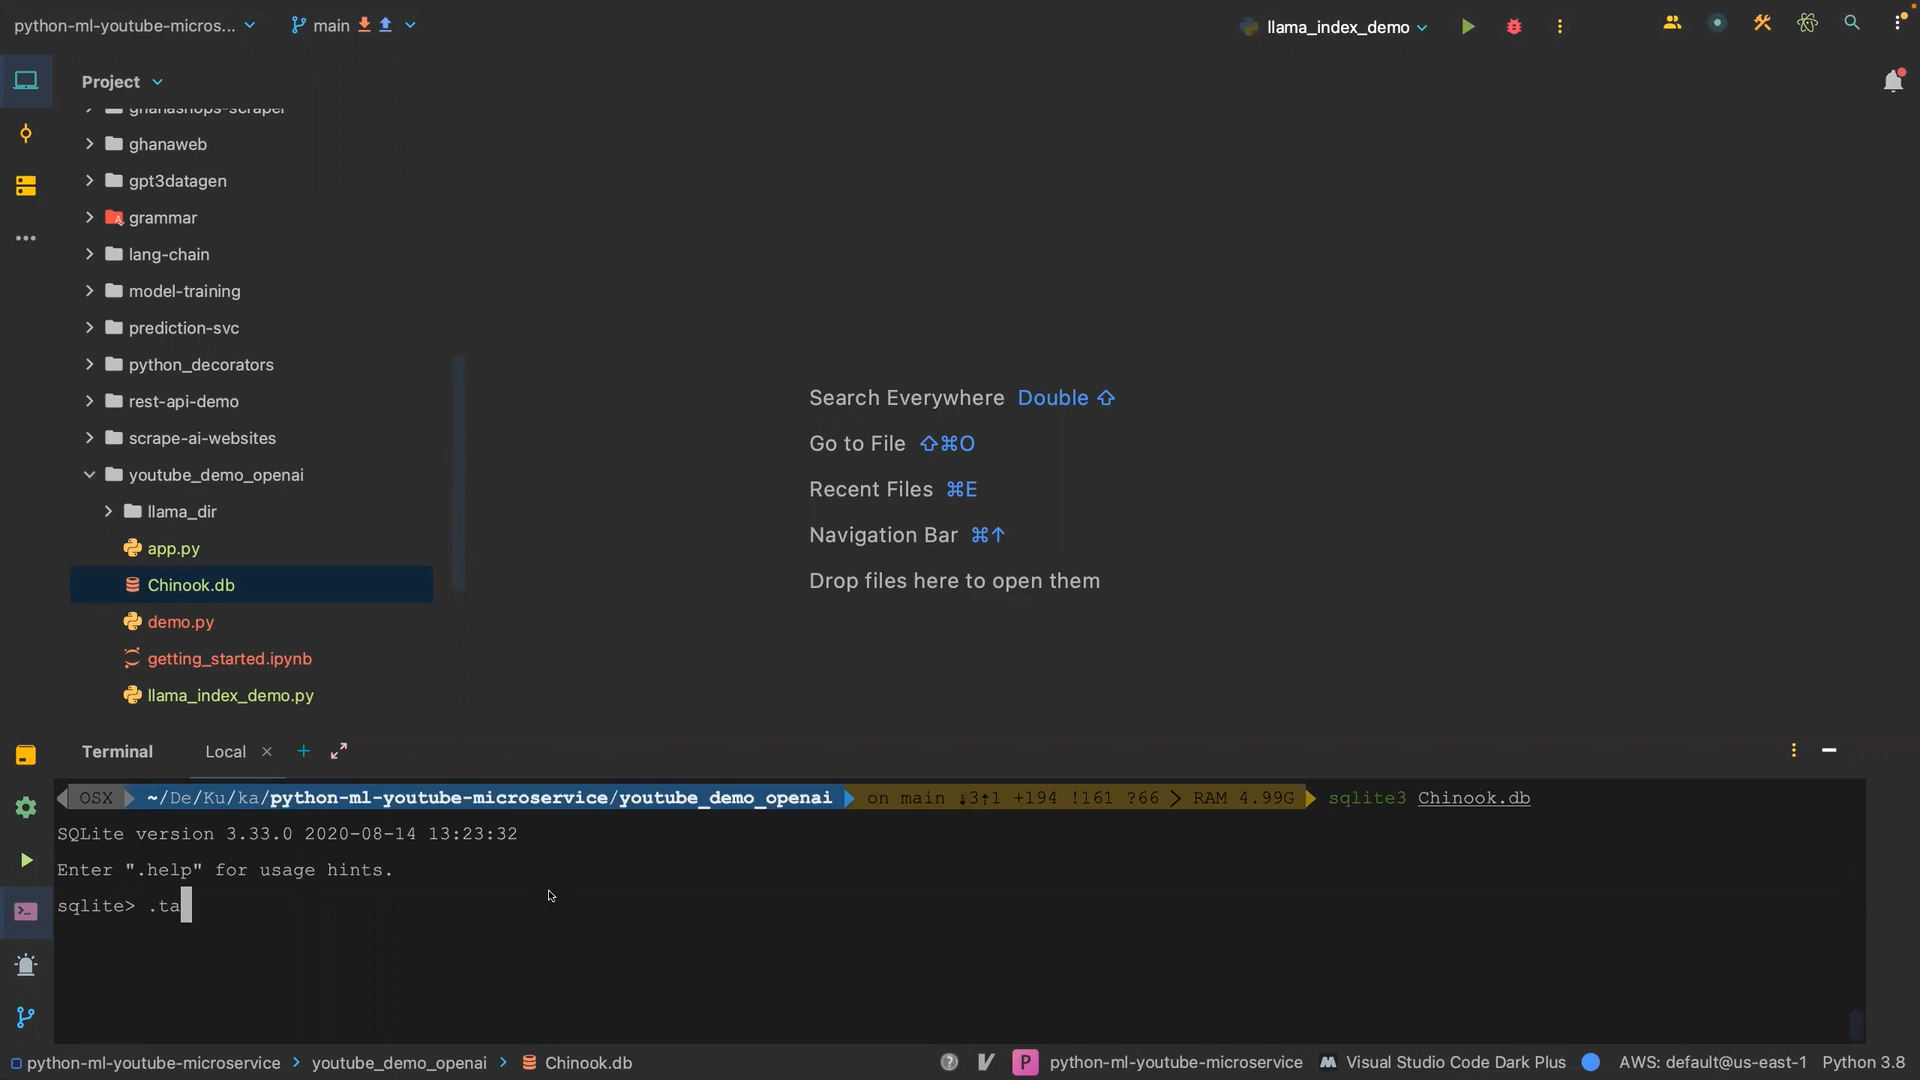 python-ml-youtube-micros...
main
llama_index_demo
Project
ghanashops-scraper
ghanaweb
gpt3datagen
grammar
lang-chain
model-training
prediction-svc
python_decorators
rest-api-demo
scrape-ai-websites
youtube_demo_openai
llama_dir
app.py
Chinook.db
demo.py
getting_started.ipynb
llama_index_demo.py
Search Everywhere Double ⇧
Go to File ⇧⌘O
Recent Files ⌘E
Navigation Bar ⌘↑
Drop files here to open them
Terminal Local × +
OSX ~/De/Ku/ka/python-ml-youtube-microservice/youtube_demo_openai on main ↓3↑1 +194 !161 ?66 > RAM 4.99G sqlite3 Chinook.db
SQLite version 3.33.0 2020-08-14 13:23:32
Enter ".help" for usage hints.
sqlite> .ta
python-ml-youtube-microservice > youtube_demo_openai > Chinook.db
P python-ml-youtube-microservice Visual Studio Code Dark Plus AWS: default@us-east-1 Python 3.8